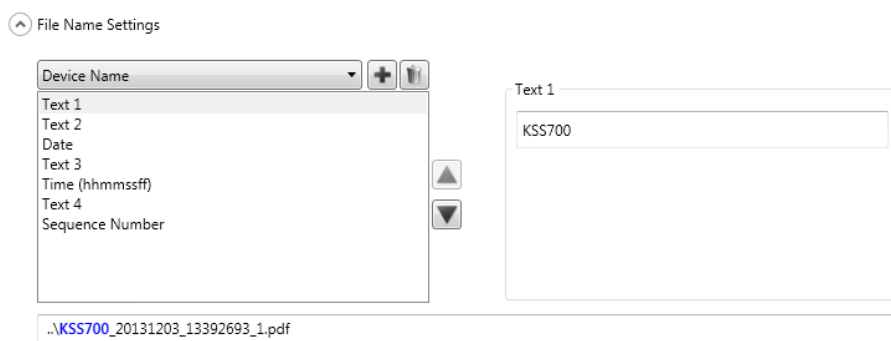 File Name Settings
Device Name
Text 1
Text 2
Date
Text 3
Time (hhmmssff)
Text 4
Sequence Number
Text 1
KSS700
..\KSS700_20131203_13392693_1.pdf